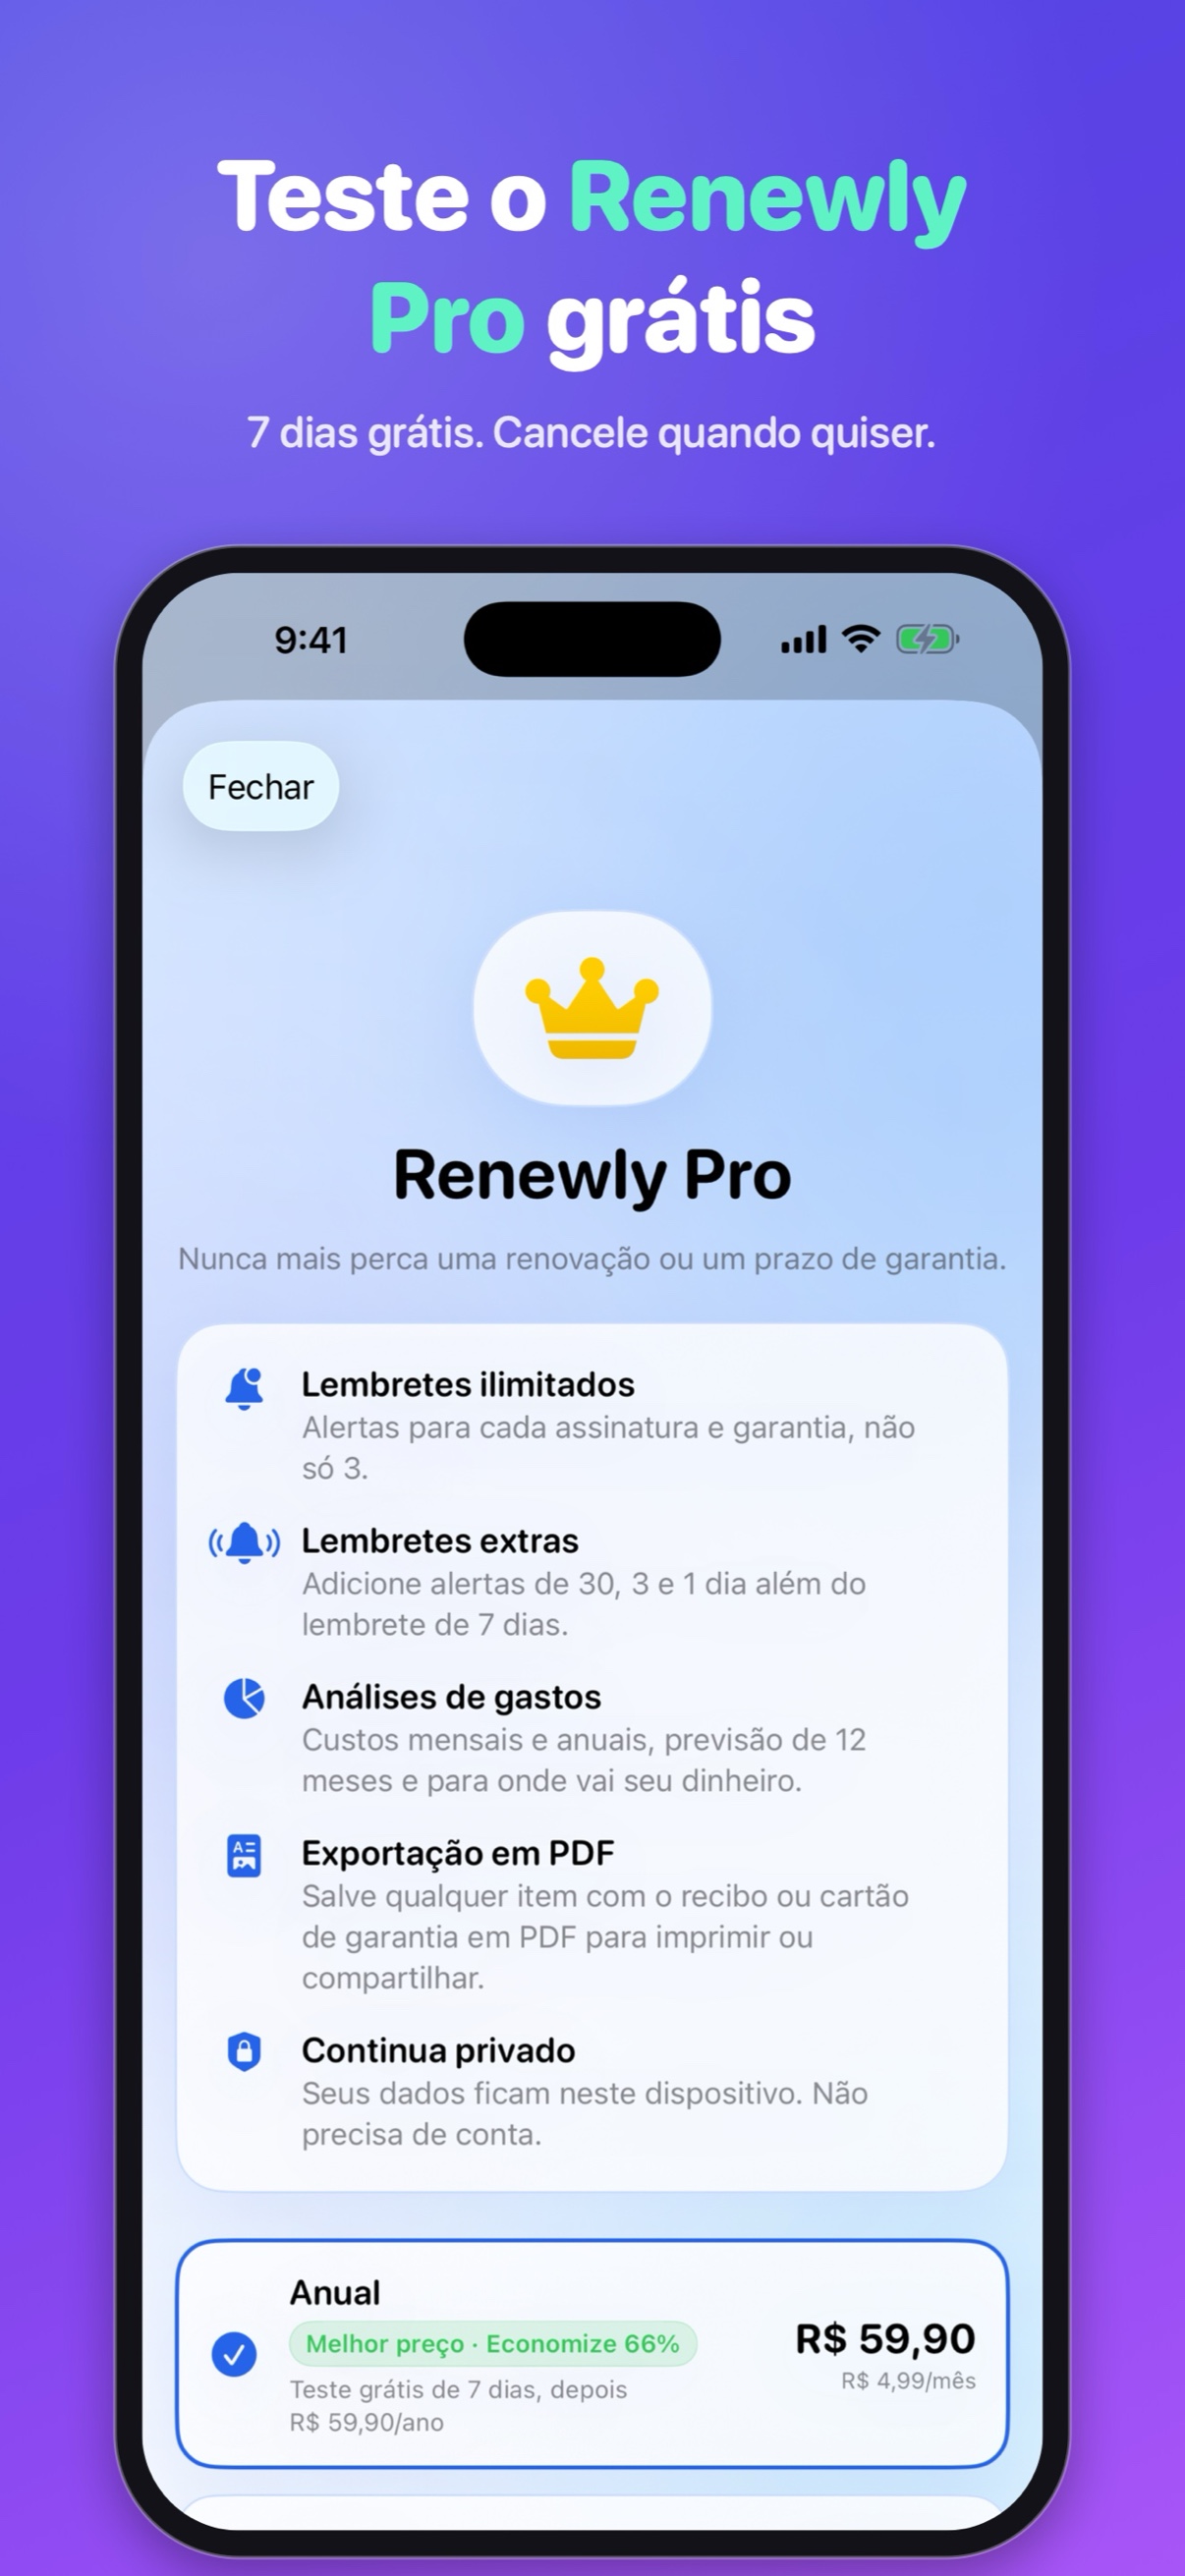 Teste o Renewly
Pro grátis
7 dias grátis. Cancele quando quiser.
9:41
Fechar
Renewly Pro
Nunca mais perca uma renovação ou um prazo de garantia.
Lembretes ilimitados
Alertas para cada assinatura e garantia, não
só 3.
Lembretes extras
Adicione alertas de 30, 3 e 1 dia além do
lembrete de 7 dias.
Análises de gastos
Custos mensais e anuais, previsão de 12
meses e para onde vai seu dinheiro.
Exportação em PDF
Salve qualquer item com o recibo ou cartão
de garantia em PDF para imprimir ou
compartilhar.
Continua privado
Seus dados ficam neste dispositivo. Não
precisa de conta.
Anual
Melhor preço · Economize 66%
Teste grátis de 7 dias, depois
R$ 59,90/ano
R$ 59,90
R$ 4,99/mês